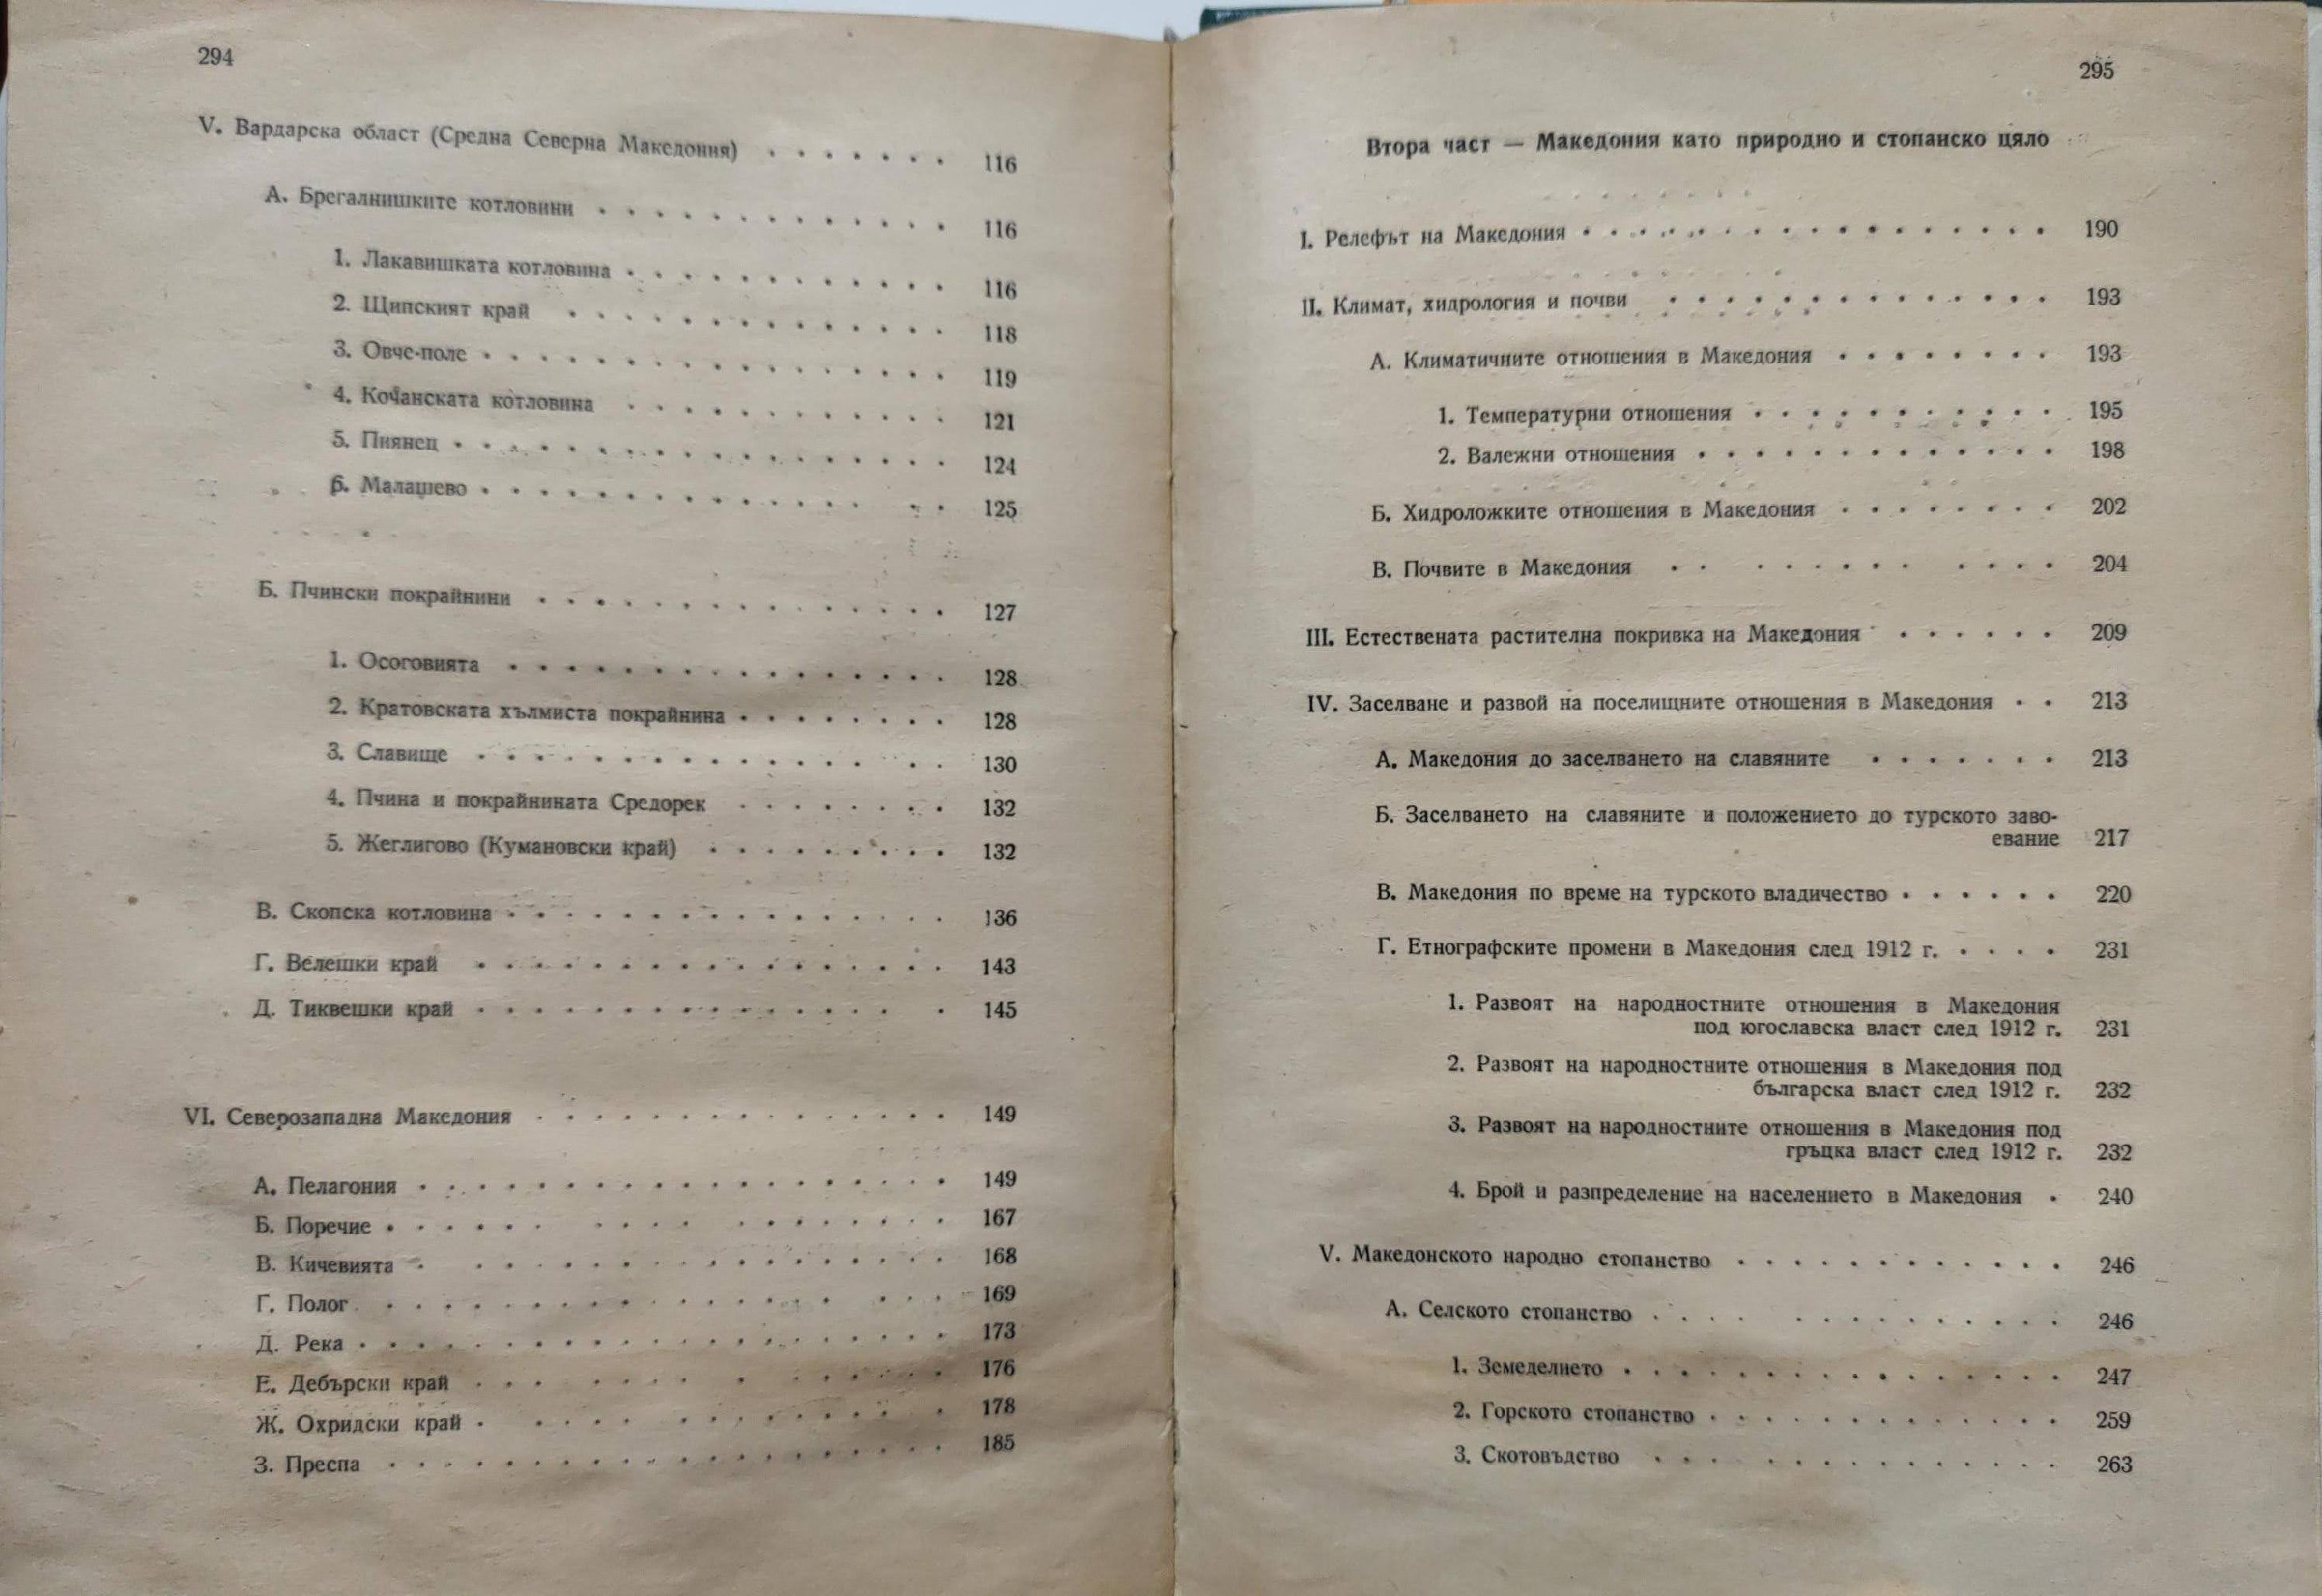 294
V. Вардарска област (Средна Северна Македония) . . . . . . . 116
А. Брегалнишките котловини . . . . . . . . . . . . . 116
1. Лакавишката котловина . . . . . . . . . . . . 116
2. Щипският край . . . . . . . . . . . . . . 118
3. Овче-поле . . . . . . . . . . . . . . . . . 119
4. Кочанската котловина . . . . . . . . . . . . 121
5. Пиянец . . . . . . . . . . . . . . . . . . 124
6. Малашево . . . . . . . . . . . . . . . . 125
Б. Пчински покрайнини . . . . . . . . . . . . . . . 127
1. Осоговията . . . . . . . . . . . . . . . . 128
2. Кратовската хълмиста покрайнина . . . . . . . . 128
3. Славище . . . . . . . . . . . . . . . . 130
4. Пчина и покрайнината Средорек . . . . . . . . 132
5. Жеглигово (Кумановски край) . . . . . . . . . 132
В. Скопска котловина . . . . . . . . . . . . . . . . 136
Г. Велешки край . . . . . . . . . . . . . . . . . 143
Д. Тиквешки край . . . . . . . . . . . . . . . . 145
VI. Северозападна Македония . . . . . . . . . . . . . . . 149
А. Пелагония . . . . . . . . . . . . . . . . . . . 149
Б. Поречие . . . . . . . . . . . . . . . . . . 167
В. Кичевията . . . . . . . . . . . . . . . . . . 168
Г. Полог . . . . . . . . . . . . . . . . . . . 169
Д. Река . . . . . . . . . . . . . . . . . . . . . 173
Е. Дебърски край . . . . . . . . . . . . . . 176
Ж. Охридски край . . . . . . . . . . . . . . . 178
З. Преспа . . . . . . . . . . . . . . . . . . . . 185
295
Втора част — Македония като природно и стопанско цяло
I. Релефът на Македония . . . . . . . . . . . . . . . . . 190
II. Климат, хидрология и почви . . . . . . . . . . . . . . 193
А. Климатичните отношения в Македония . . . . . . . . 193
1. Температурни отношения . . . . . . . . . . . 195
2. Валежни отношения . . . . . . . . . . . . . 198
Б. Хидроложките отношения в Македония . . . . . . . . 202
В. Почвите в Македония . . . . . . . . . . . . 204
III. Естествената растителна покривка на Македония . . . . . . 209
IV. Заселване и развой на поселищните отношения в Македония . . 213
А. Македония до заселването на славяните . . . . . . . 213
Б. Заселването на славяните и положението до турското заво-
евание 217
В. Македония по време на турското владичество . . . . . . 220
Г. Етнографските промени в Македония след 1912 г. . . . . 231
1. Развоят на народностните отношения в Македония
под югославска власт след 1912 г. 231
2. Развоят на народностните отношения в Македония под
българска власт след 1912 г. 232
3. Развоят на народностните отношения в Македония под
гръцка власт след 1912 г. 232
4. Брой и разпределение на населението в Македония . 240
V. Македонското народно стопанство . . . . . . . . . . . . 246
А. Селското стопанство . . . . . . . . . . . . . . 246
1. Земеделието . . . . . . . . . . . . . . . . 247
2. Горското стопанство . . . . . . . . . . . . . 259
3. Скотовъдство . . . . . . . . . . . . . . 263